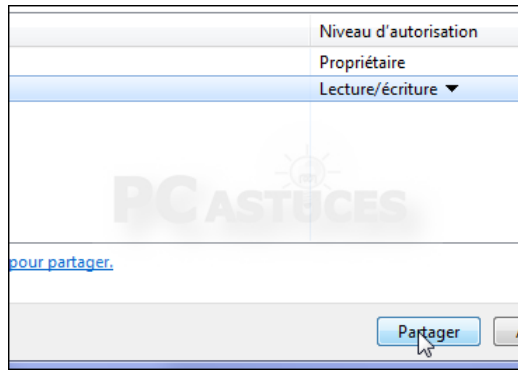 Niveau d'autorisation
Propriétaire
Lecture/écriture
PC ASTUCES
pour partager.
Partager